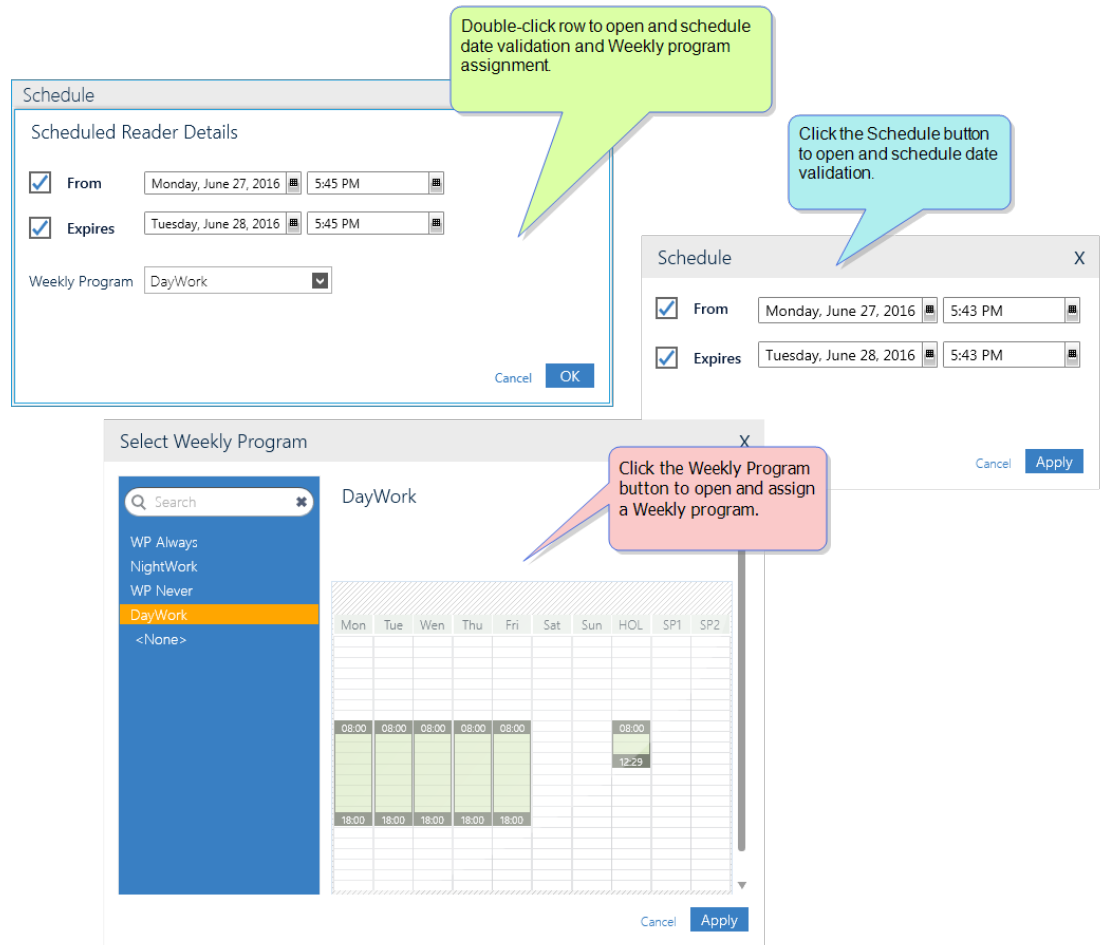 Double-click row to open and schedule
date validation and Weekly program
assignment.
Schedule
Scheduled Reader Details
From
Monday, June 27, 2016
5:45 PM
Expires
Tuesday, June 28, 2016
5:45 PM
Weekly Program
DayWork
Cancel
OK
Click the Schedule button
to open and schedule date
validation.
Schedule
X
From
Monday, June 27, 2016
5:43 PM
Expires
Tuesday, June 28, 2016
5:43 PM
Cancel
Apply
Select Weekly Program
X
Click the Weekly Program
button to open and assign
a Weekly program.
Search
WP Always
NightWork
WP Never
DayWork
<None>
DayWork
Mon Tue Wen Thu Fri Sat Sun HOL SP1 SP2
08:00 08:00 08:00 08:00 08:00 08:00
12:29
18:00 18:00 18:00 18:00 18:00
Cancel
Apply